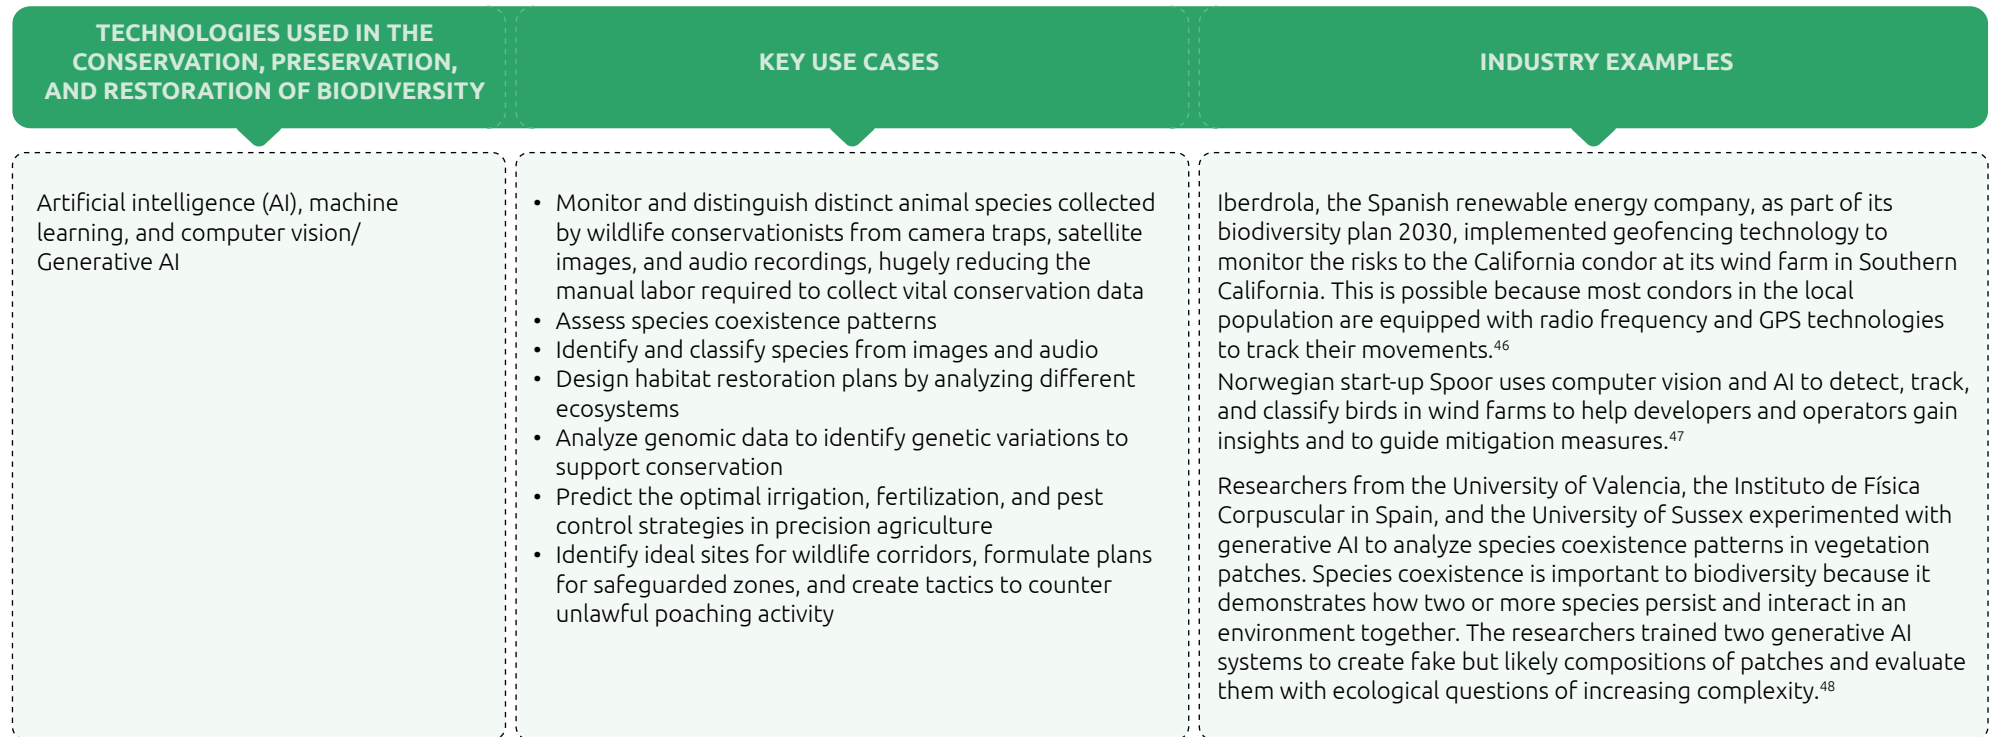 TECHNOLOGIES USED IN THE
CONSERVATION, PRESERVATION,
AND RESTORATION OF BIODIVERSITY
KEY USE CASES
INDUSTRY EXAMPLES
Artificial intelligence (AI), machine
learning, and computer vision/
Generative AI
• Monitor and distinguish distinct animal species collected
by wildlife conservationists from camera traps, satellite
images, and audio recordings, hugely reducing the
manual labor required to collect vital conservation data
• Assess species coexistence patterns
• Identify and classify species from images and audio
• Design habitat restoration plans by analyzing different
ecosystems
• Analyze genomic data to identify genetic variations to
support conservation
• Predict the optimal irrigation, fertilization, and pest
control strategies in precision agriculture
• Identify ideal sites for wildlife corridors, formulate plans
for safeguarded zones, and create tactics to counter
unlawful poaching activity
Iberdrola, the Spanish renewable energy company, as part of its
biodiversity plan 2030, implemented geofencing technology to
monitor the risks to the California condor at its wind farm in Southern
California. This is possible because most condors in the local
population are equipped with radio frequency and GPS technologies
to track their movements.46
Norwegian start-up Spoor uses computer vision and AI to detect, track,
and classify birds in wind farms to help developers and operators gain
insights and to guide mitigation measures.47
Researchers from the University of Valencia, the Instituto de Física
Corpuscular in Spain, and the University of Sussex experimented with
generative AI to analyze species coexistence patterns in vegetation
patches. Species coexistence is important to biodiversity because it
demonstrates how two or more species persist and interact in an
environment together. The researchers trained two generative AI
systems to create fake but likely compositions of patches and evaluate
them with ecological questions of increasing complexity.48